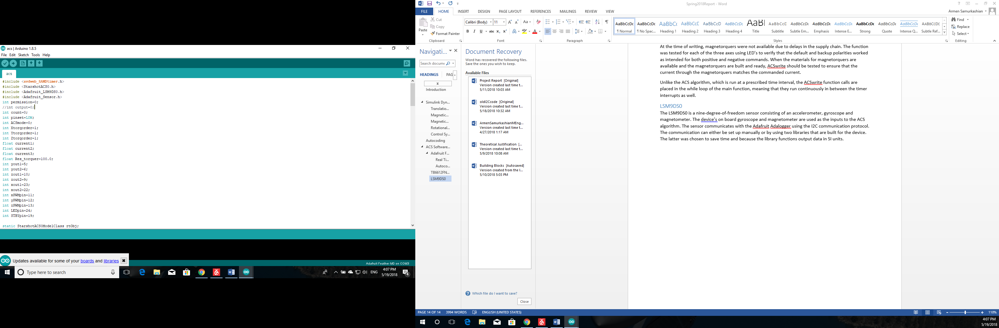 acs | Arduino 1.8.5
File Edit Sketch Tools Help
acs
#include <avdweb_SAMDtimer.h>
#include <StarshotACS0.h>
#include <Adafruit_LSM9DS0.h>
#include <Adafruit_Sensor.h>
int permission=0;
//int output=0;
int count=0;
int pinset=LOW;
int ACSmode=0;
int Xtorqorder=1;
int Ytorqorder=1;
int Ztorqorder=1;
float current1;
float current2;
float current3;
float Res_torquer=100.0;
int yout1=5;
int yout2=6;
int zout1=10;
int zout2=9;
int xout1=23;
int xout2=22;
int xPWMpin=11;
int yPWMpin=12;
int zPWMpin=13;
int LEDpin=24;
int STBYpin=19;
static StarshotACS0ModelClass rtObj;
Updates available for some of your boards and libraries
Adafruit Feather M0 on COM3
Type here to search
ENG
4:07 PM
5/19/2018
4
Spring2018Report - Word
FILE HOME INSERT DESIGN PAGE LAYOUT REFERENCES MAILINGS REVIEW VIEW
Armen Samurkashian
Paste
Cut
Copy
Format Painter
Clipboard
Calibri (Body) 11
Font
Paragraph
AaBbCcDc AaBbCcDc AaBbC( AaBbCcE AaBbCcD AaBbCcDc AaB AaBbCcE AaBbCcDc AaBbCcDc AaBbCcDc AaBbCcDc AaBbCcDc AaBbCcDc AABBCCDE
¶ Normal ¶ No Spac... Heading 1 Heading 2 Heading 3 Heading 4 Title Subtitle Subtle Em... Emphasis Intense E... Strong Quote Intense Q... Subtle Ref...
Styles
Find
Replace
Select
Editing
Navigati...
Search docume
HEADINGS PAG
Introduction
Simulink Dyn...
Translatio...
Magnetic...
Magnetic...
Rotational...
Control Sy...
Autocoding
ACS Software...
Adafruit F...
Real Ti...
Autoco...
TB6612FN...
LSM9DS0
Document Recovery
Word has recovered the following files.
Save the ones you wish to keep.
Available Files
Project Report [Original]
Version created last time t...
5/11/2018 10:03 AM
oldI2Ccode [Original]
Version created last time t...
5/18/2018 10:32 AM
ArmenSamurkashianMEng...
Version created last time t...
4/27/2018 1:17 AM
Theoretical Justification [...
Version created last time t...
5/9/2018 10:08 AM
Building Blocks [Autosaved]
Version created from the l...
5/10/2018 5:03 PM
Which file do I want to save?
Close
At the time of writing, magnetorquers were not available due to delays in the supply chain. The function
was tested for each of the three axes using LED's to verify that the default and backup polarities worked
as intended for both positive and negative commands. When the materials for magnetorquers are
available and the magnetorquers are built and ready, ACSwrite should be tested to ensure that the
current through the magnetorquers matches the commanded current.
Unlike the ACS algorithm, which is run at a prescribed time interval, the ACSwrite function calls are
placed in the while loop of the main function, meaning that they run continuously in between the timer
interrupts as well.
LSM9DS0
The LSM9DS0 is a nine-degree-of-freedom sensor consisting of an accelerometer, gyroscope and
magnetometer. The device's on board gyroscope and magnetometer are used as the inputs to the ACS
algorithm. The sensor communicates with the Adafruit Adalogger using the I2C communication protocol.
The communication can either be set up manually or by using two libraries that are built for the device.
The latter was chosen to save time and because the library functions output data in SI units.
PAGE 14 OF 14 3994 WORDS ENGLISH (UNITED STATES)
110%
4:07 PM
5/19/2018